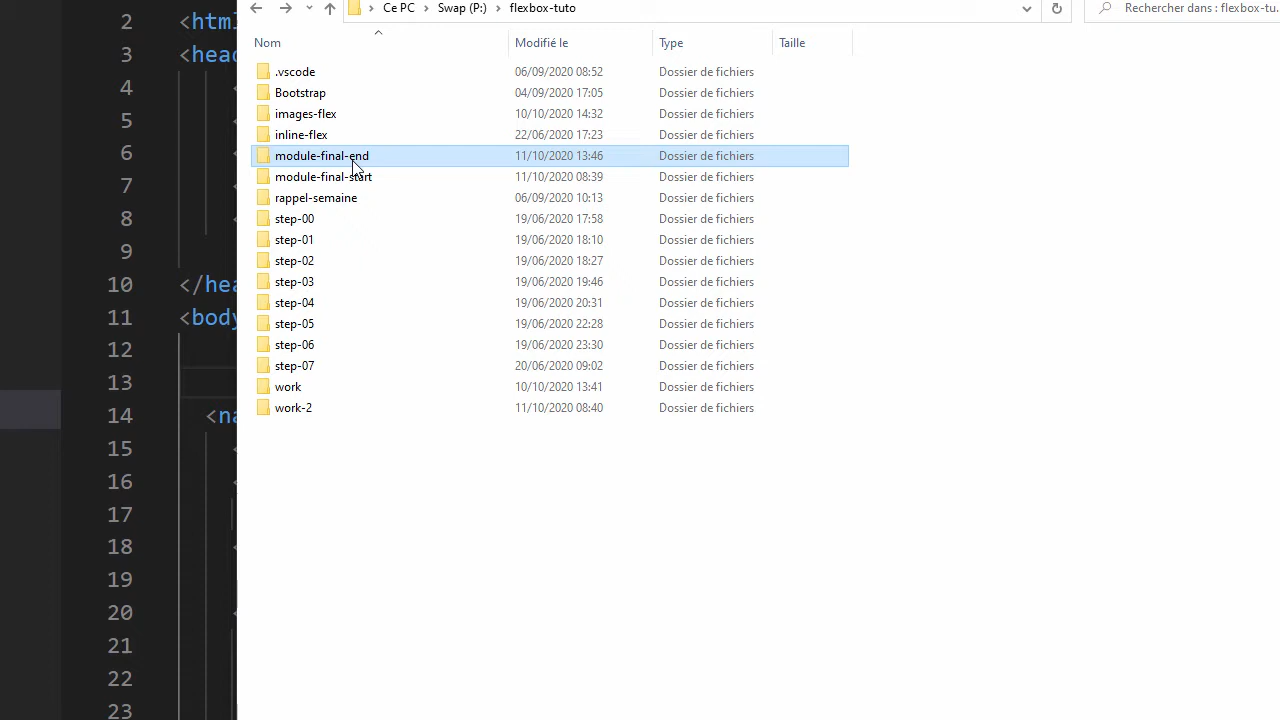 Ce PC > Swap (P:) > flexbox-tuto
Rechercher dans : flexbox-tu...
Nom Modifié le Type Taille
.vscode 06/09/2020 08:52 Dossier de fichiers
Bootstrap 04/09/2020 17:05 Dossier de fichiers
images-flex 10/10/2020 14:32 Dossier de fichiers
inline-flex 22/06/2020 17:23 Dossier de fichiers
module-final-end 11/10/2020 13:46 Dossier de fichiers
module-final-start 11/10/2020 08:39 Dossier de fichiers
rappel-semaine 06/09/2020 10:13 Dossier de fichiers
step-00 19/06/2020 17:58 Dossier de fichiers
step-01 19/06/2020 18:10 Dossier de fichiers
step-02 19/06/2020 18:27 Dossier de fichiers
step-03 19/06/2020 19:46 Dossier de fichiers
step-04 19/06/2020 20:31 Dossier de fichiers
step-05 19/06/2020 22:28 Dossier de fichiers
step-06 19/06/2020 23:30 Dossier de fichiers
step-07 20/06/2020 09:02 Dossier de fichiers
work 10/10/2020 13:41 Dossier de fichiers
work-2 11/10/2020 08:40 Dossier de fichiers
2 <html
3 <head
4 <
5 <
6 <
7 <
8 <
9
10 </hea
11 <body
12
13
14 <na
15 <
16 <
17
18 <
19
20 <
21
22
23